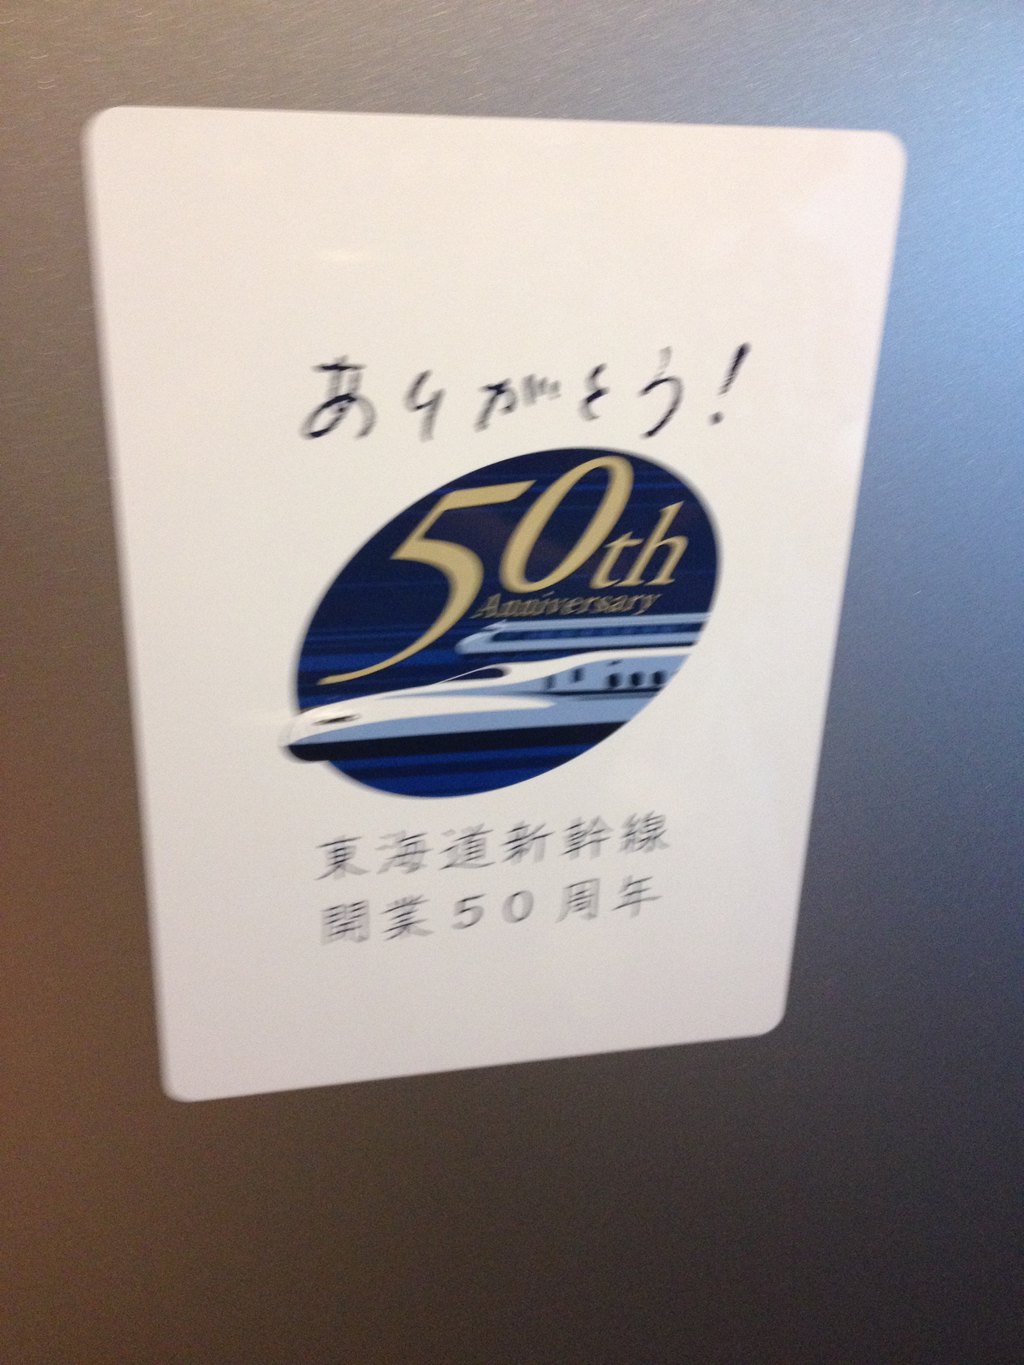 ありがとう!
50th
Anniversary
東海道新幹線
開業50周年